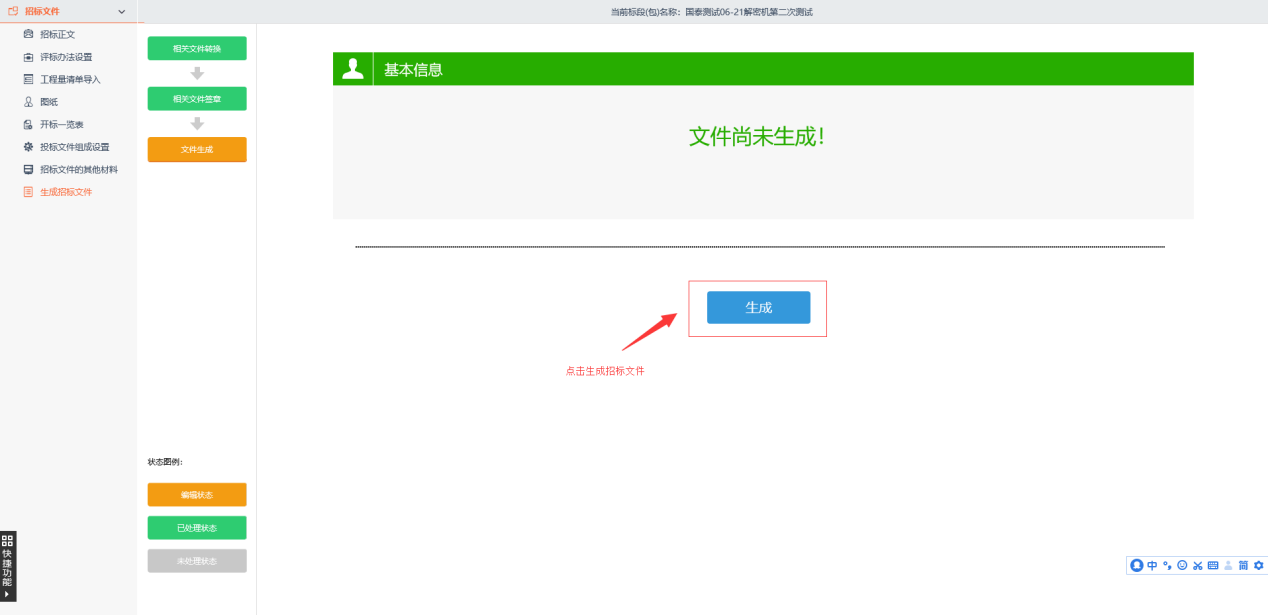 招标文件
当前标段(包)名称：国泰测试06-21解密机第二次测试
招标正文
评标办法设置
工程量清单导入
图纸
开标一览表
投标文件组成设置
招标文件的其他材料
生成招标文件
相关文件转换
相关文件签章
文件生成
基本信息
文件尚未生成！
生成
点击生成招标文件
状态图例:
编辑状态
已处理状态
未处理状态
快捷功能
中
简